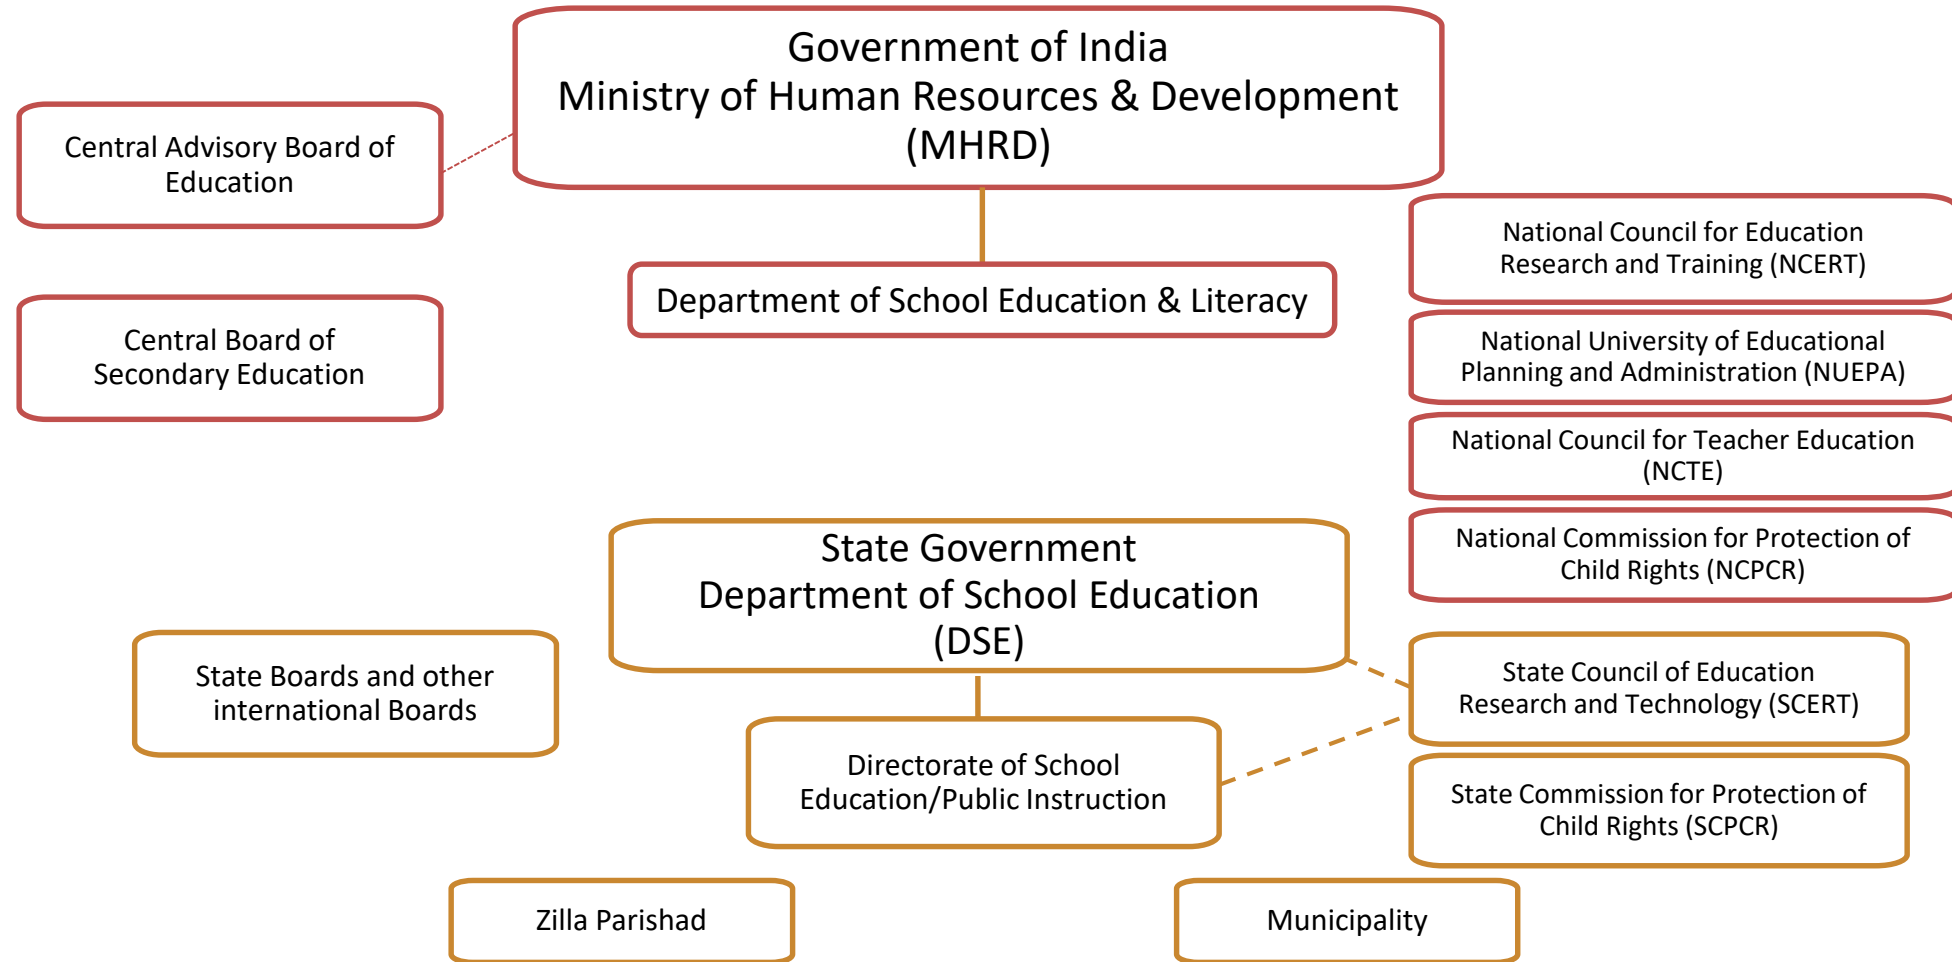 Government of India
Ministry of Human Resources & Development
(MHRD)
Central Advisory Board of
Education
Department of School Education & Literacy
Central Board of
Secondary Education
National Council for Education
Research and Training (NCERT)
National University of Educational
Planning and Administration (NUEPA)
National Council for Teacher Education
(NCTE)
National Commission for Protection of
Child Rights (NCPCR)
State Government
Department of School Education
(DSE)
State Boards and other
international Boards
State Council of Education
Research and Technology (SCERT)
Directorate of School
Education/Public Instruction
State Commission for Protection of
Child Rights (SCPCR)
Zilla Parishad
Municipality